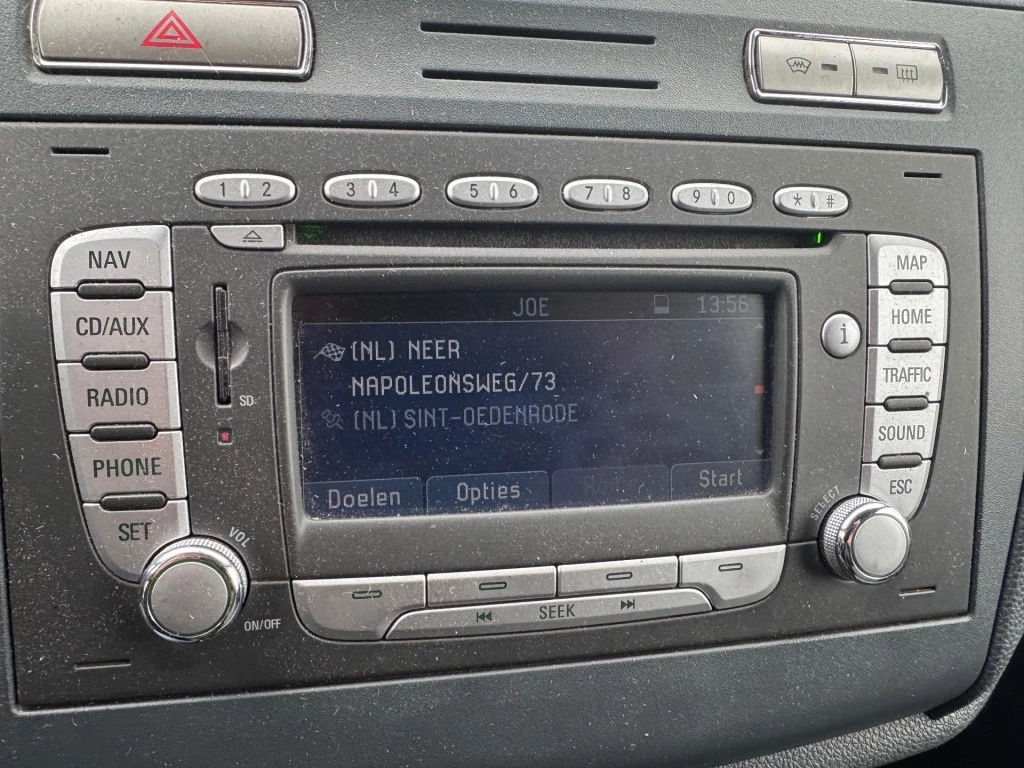 1 2 3 4 5 6 7 8 9 0 * #
NAV
CD/AUX
RADIO
PHONE
SET
VOL
ON/OFF
SD
JOE 13:56
(NL) NEER
NAPOLEONSWEG/73
(NL) SINT-OEDENRODE
Doelen Opties Start
SEEK
i
MAP
HOME
TRAFFIC
SOUND
ESC
SELECT